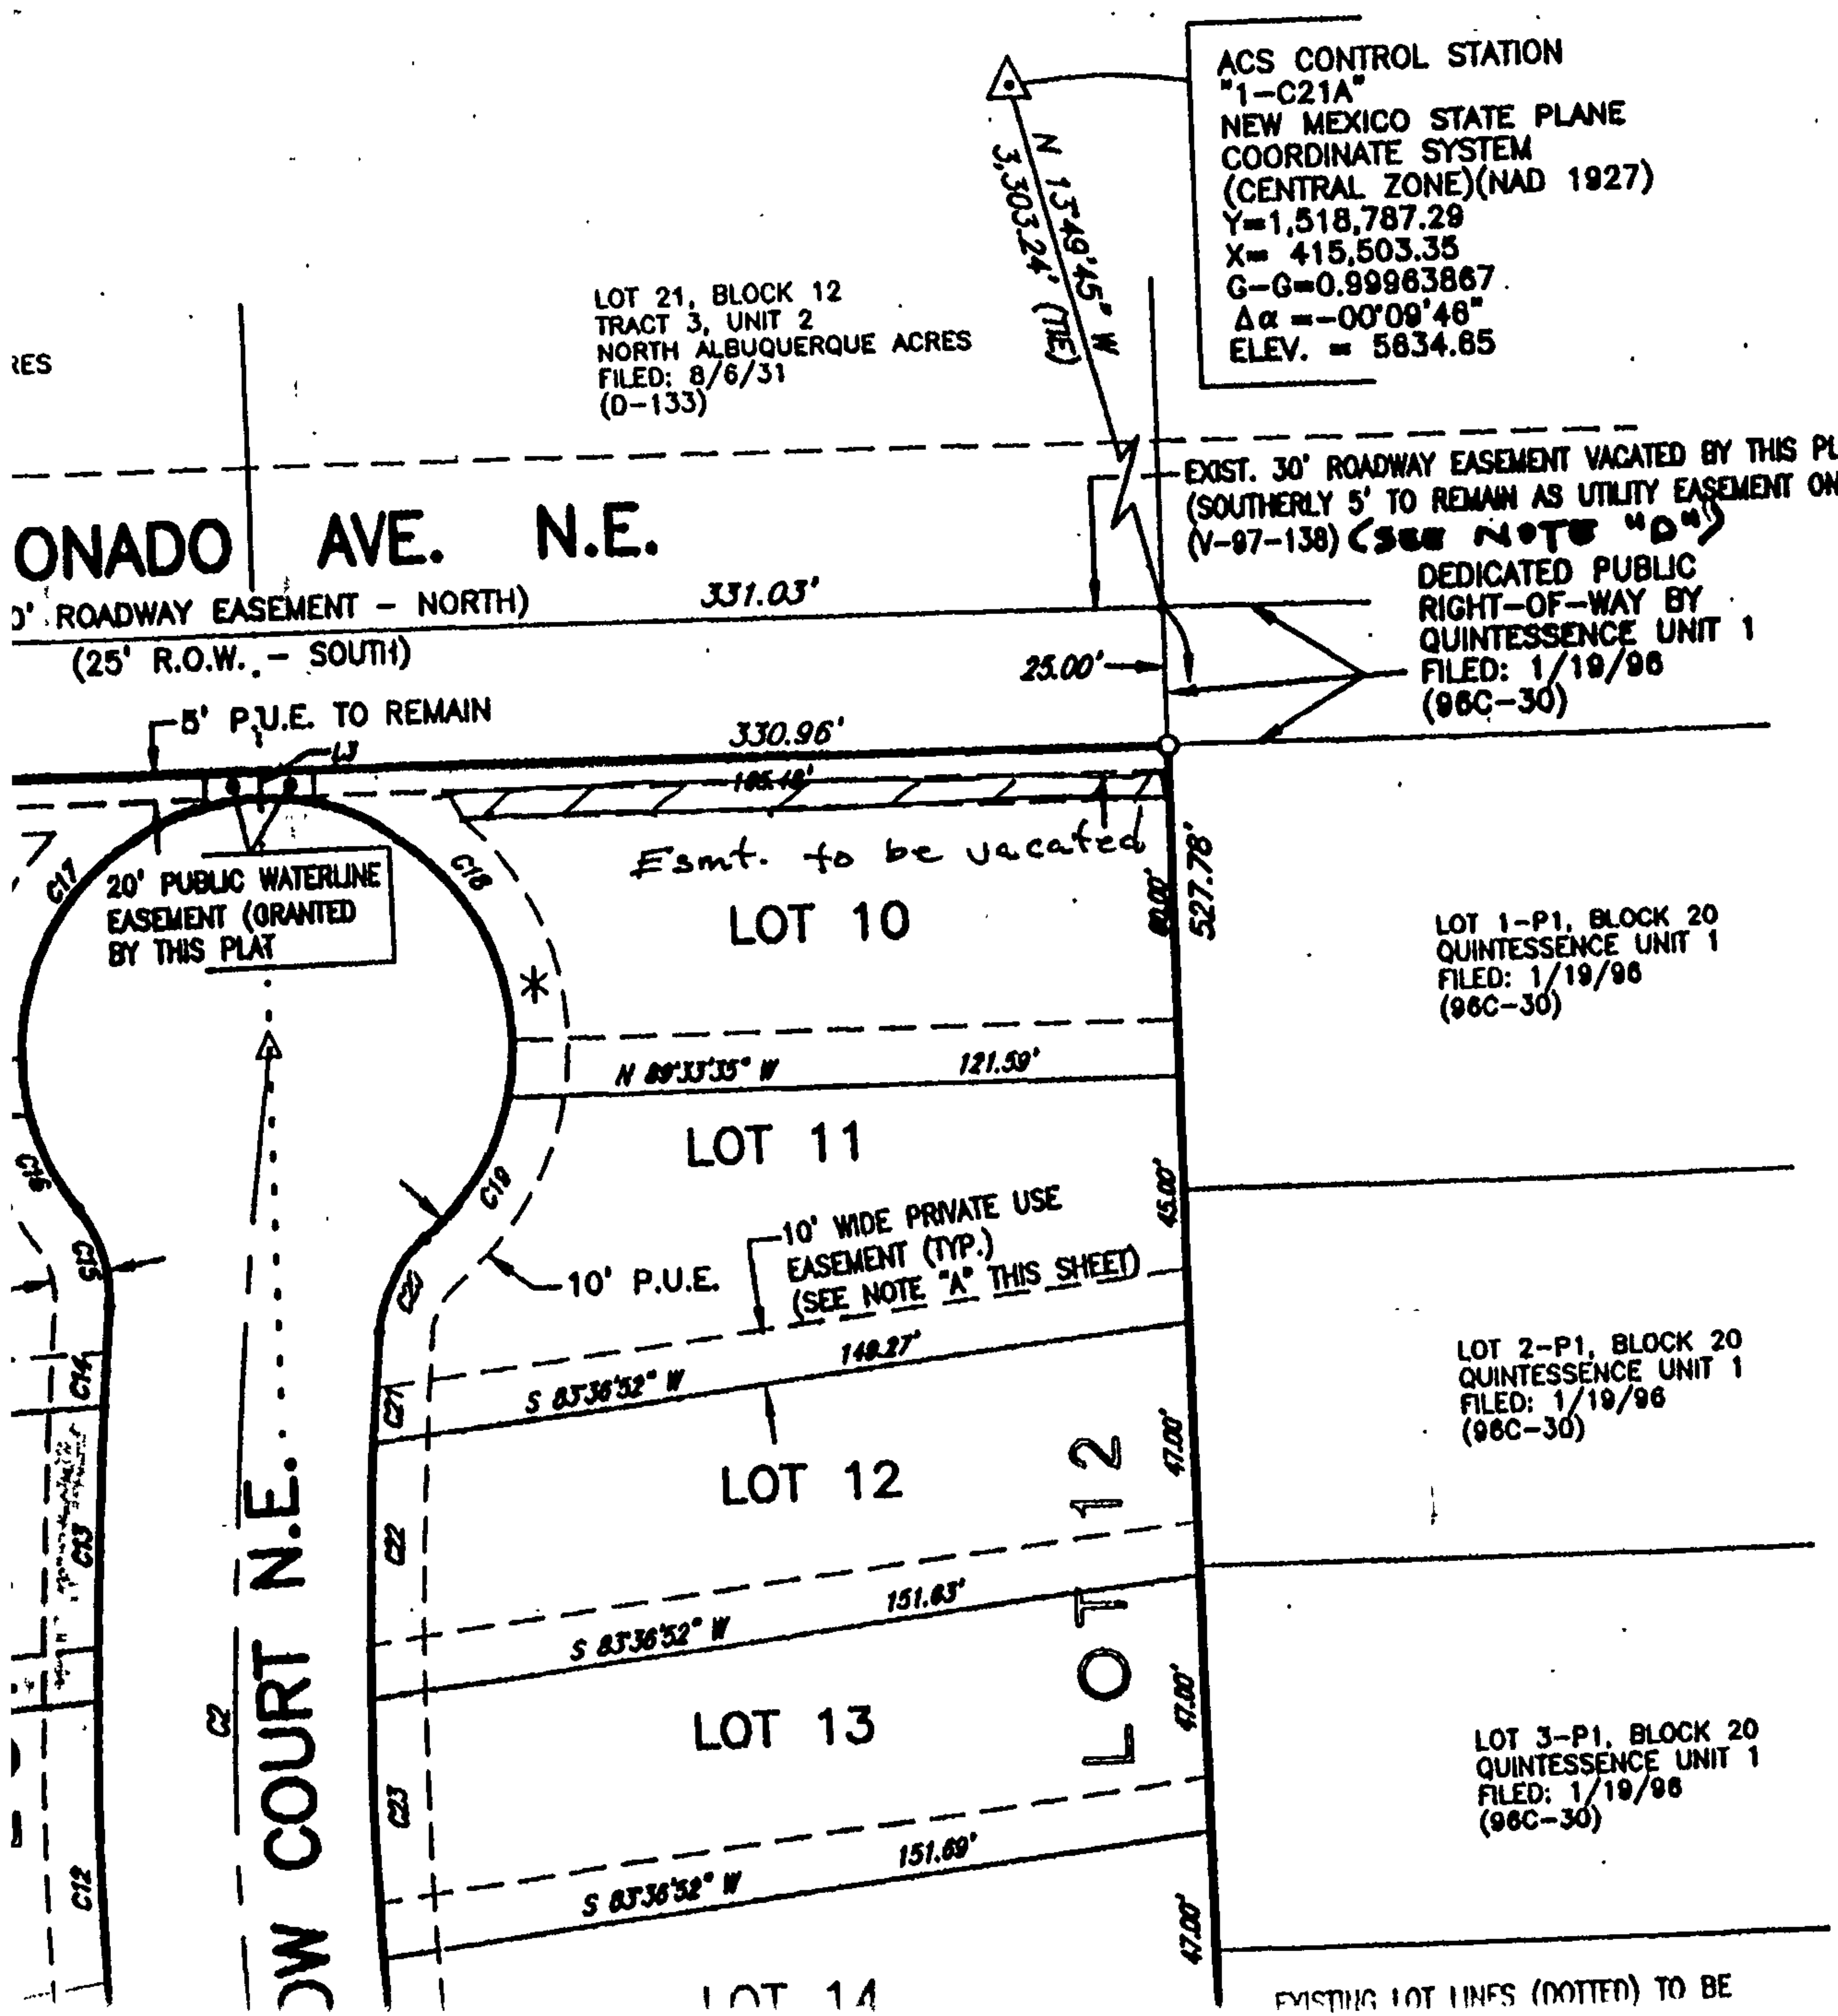 ACS CONTROL STATION
"1-C21A"
NEW MEXICO STATE PLANE
COORDINATE SYSTEM
(CENTRAL ZONE)(NAD 1927)
Y=1,518,787.29
X= 415,503.35
G-G=0.99963867
Δα =-00°09'46"
ELEV. = 5634.65
N 13°49'45" W
3,303.24' (TIE)
LOT 21, BLOCK 12
TRACT 3, UNIT 2
NORTH ALBUQUERQUE ACRES
FILED: 8/6/31
(D-133)
RES
EXIST. 30' ROADWAY EASEMENT VACATED BY THIS PL
(SOUTHERLY 5' TO REMAIN AS UTILITY EASEMENT ON
(V-97-138) (SEE NOTE "D")
ONADO AVE. N.E.
0' ROADWAY EASEMENT - NORTH)
331.03'
(25' R.O.W. - SOUTH)
25.00'
DEDICATED PUBLIC
RIGHT-OF-WAY BY
QUINTESSENCE UNIT 1
FILED: 1/19/96
(96C-30)
5' P.U.E. TO REMAIN
L3
330.96'
Esmt. to be vacated
C17
C18
20' PUBLIC WATERLINE
EASEMENT (GRANTED
BY THIS PLAT
LOT 10
527.78'
LOT 1-P1, BLOCK 20
QUINTESSENCE UNIT 1
FILED: 1/19/96
(96C-30)
N 89°33'35" W
121.59'
LOT 11
C16
C19
45.00'
C15
C20
10' P.U.E.
10' WIDE PRIVATE USE
EASEMENT (TYP.)
(SEE NOTE "A" THIS SHEET)
149.27'
S 83°36'52" W
C14
C21
LOT 12
47.00'
LOT 2-P1, BLOCK 20
QUINTESSENCE UNIT 1
FILED: 1/19/96
(96C-30)
C13
C22
151.63'
S 83°36'52" W
LOT 12
LOT 13
47.00'
C2
OW COURT N.E.
C23
LOT 3-P1, BLOCK 20
QUINTESSENCE UNIT 1
FILED: 1/19/96
(96C-30)
C12
151.69'
S 83°36'52" W
47.00'
LOT 14
EXISTING LOT LINES (DOTTED) TO BE